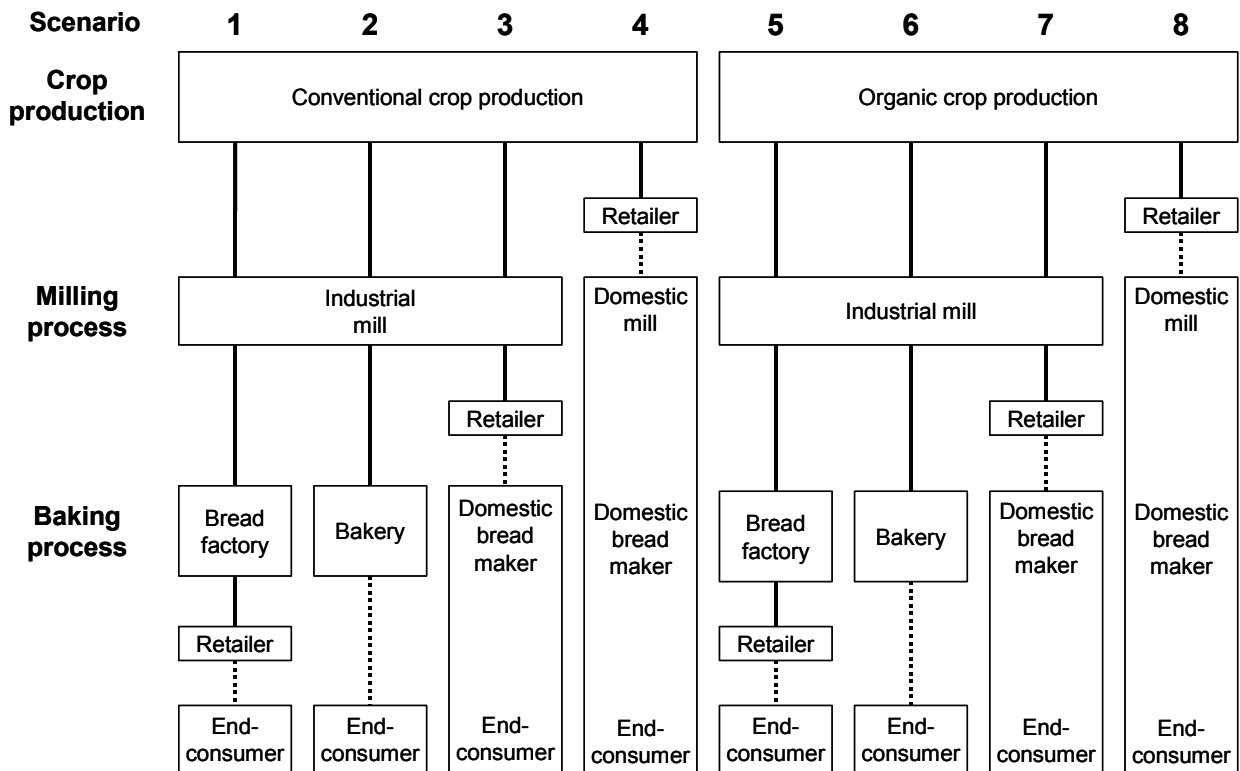 Scenario 1 2 3 4 5 6 7 8
Crop
production
Conventional crop production
Organic crop production
Retailer
Retailer
Milling
process
Industrial
mill
Domestic
mill
Industrial mill
Domestic
mill
Retailer
Retailer
Baking
process
Bread
factory
Bakery
Domestic
bread
maker
Domestic
bread
maker
Bread
factory
Bakery
Domestic
bread
maker
Domestic
bread
maker
Retailer
Retailer
End-
consumer
End-
consumer
End-
consumer
End-
consumer
End-
consumer
End-
consumer
End-
consumer
End-
consumer